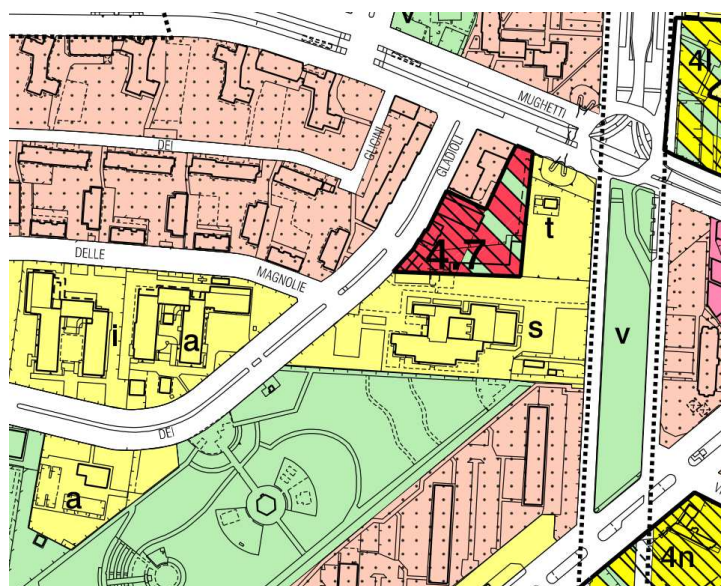 v
4l
MUGHETTI
DEI
GLICINI
GLADIOLI
4.7
t
DELLE
MAGNOLIE
i
a
s
v
DEI
a
4n